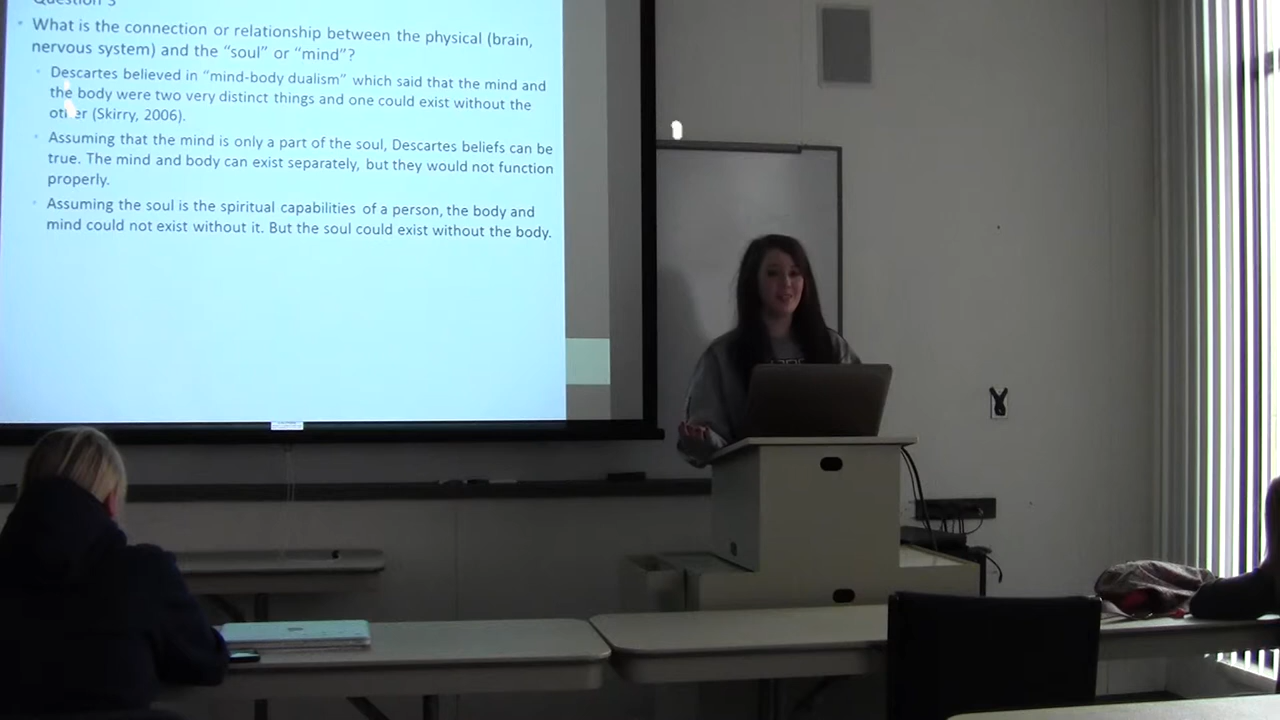 Question 3
What is the connection or relationship between the physical (brain,
nervous system) and the "soul" or "mind"?
Descartes believed in "mind-body dualism" which said that the mind and
the body were two very distinct things and one could exist without the
other (Skirry, 2006).
Assuming that the mind is only a part of the soul, Descartes beliefs can be
true. The mind and body can exist separately, but they would not function
properly.
Assuming the soul is the spiritual capabilities of a person, the body and
mind could not exist without it. But the soul could exist without the body.